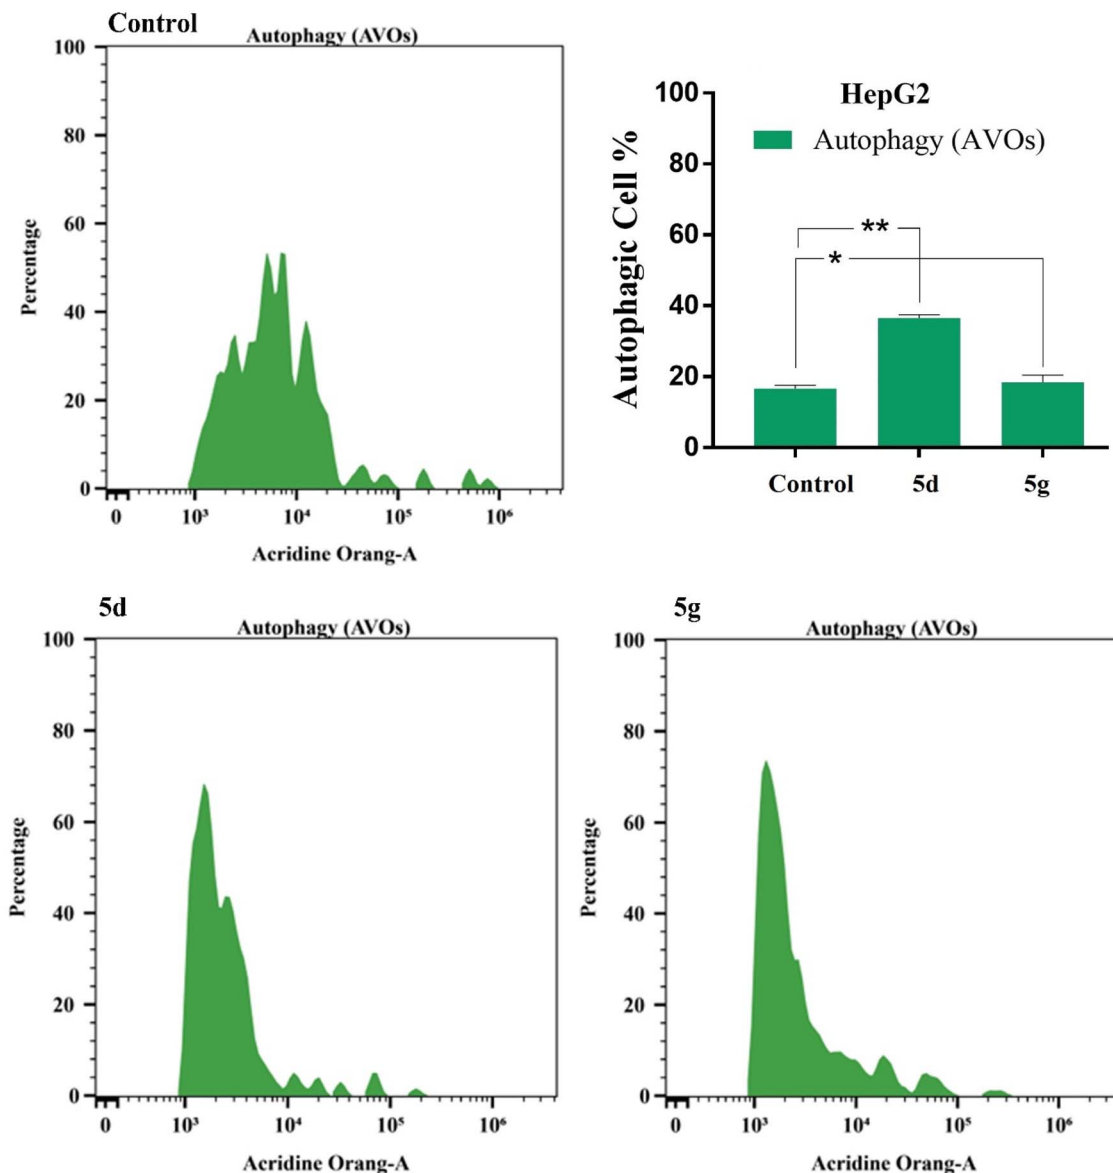 Control
Autophagy (AVOs)
100
80
60
40
20
0
Percentage
0 10³ 10⁴ 10⁵ 10⁶
Acridine Orang-A
HepG2
Autophagy (AVOs)
Autophagic Cell %
100
80
60
40
20
0
**
*
Control 5d 5g
5d
Autophagy (AVOs)
100
80
60
40
20
0
Percentage
0 10³ 10⁴ 10⁵ 10⁶
Acridine Orang-A
5g
Autophagy (AVOs)
100
80
60
40
20
0
Percentage
0 10³ 10⁴ 10⁵ 10⁶
Acridine Orang-A